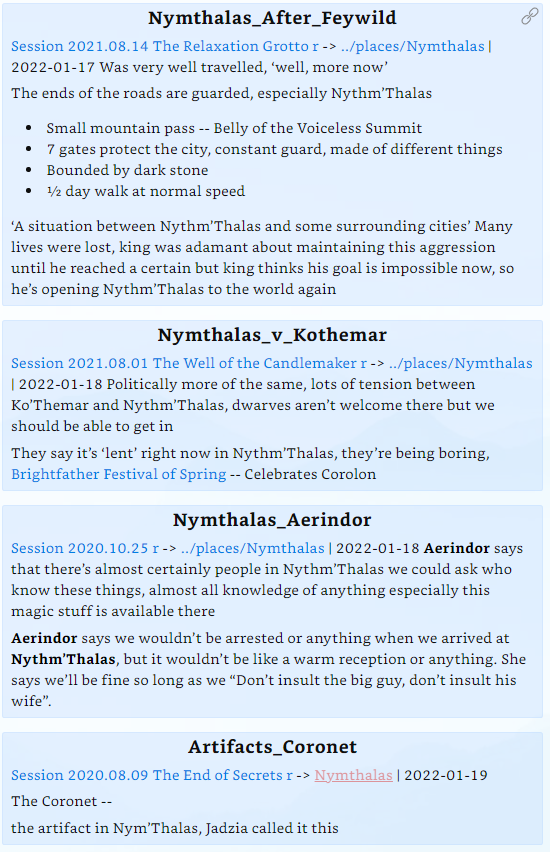 Nymthalas_After_Feywild
Session 2021.08.14 The Relaxation Grotto r -> ../places/Nymthalas |
2022-01-17 Was very well travelled, ‘well, more now’
The ends of the roads are guarded, especially Nythm’Thalas
• Small mountain pass -- Belly of the Voiceless Summit
• 7 gates protect the city, constant guard, made of different things
• Bounded by dark stone
• ½ day walk at normal speed
‘A situation between Nythm’Thalas and some surrounding cities’ Many
lives were lost, king was adamant about maintaining this aggression
until he reached a certain but king thinks his goal is impossible now, so
he’s opening Nythm’Thalas to the world again
Nymthalas_v_Kothemar
Session 2021.08.01 The Well of the Candlemaker r -> ../places/Nymthalas
| 2022-01-18 Politically more of the same, lots of tension between
Ko’Themar and Nythm’Thalas, dwarves aren’t welcome there but we
should be able to get in
They say it’s ‘lent’ right now in Nythm’Thalas, they’re being boring,
Brightfather Festival of Spring -- Celebrates Corolon
Nymthalas_Aerindor
Session 2020.10.25 r -> ../places/Nymthalas | 2022-01-18 Aerindor says
that there’s almost certainly people in Nythm’Thalas we could ask who
know these things, almost all knowledge of anything especially this
magic stuff is available there
Aerindor says we wouldn’t be arrested or anything when we arrived at
Nythm’Thalas, but it wouldn’t be like a warm reception or anything. She
says we’ll be fine so long as we “Don’t insult the big guy, don’t insult his
wife”.
Artifacts_Coronet
Session 2020.08.09 The End of Secrets r -> Nymthalas | 2022-01-19
The Coronet --
the artifact in Nym’Thalas, Jadzia called it this